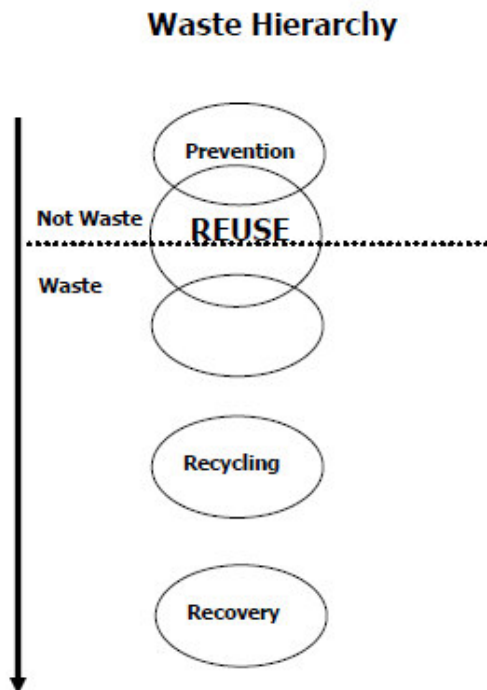 Waste Hierarchy
Prevention
Not Waste
REUSE
Waste
Recycling
Recovery